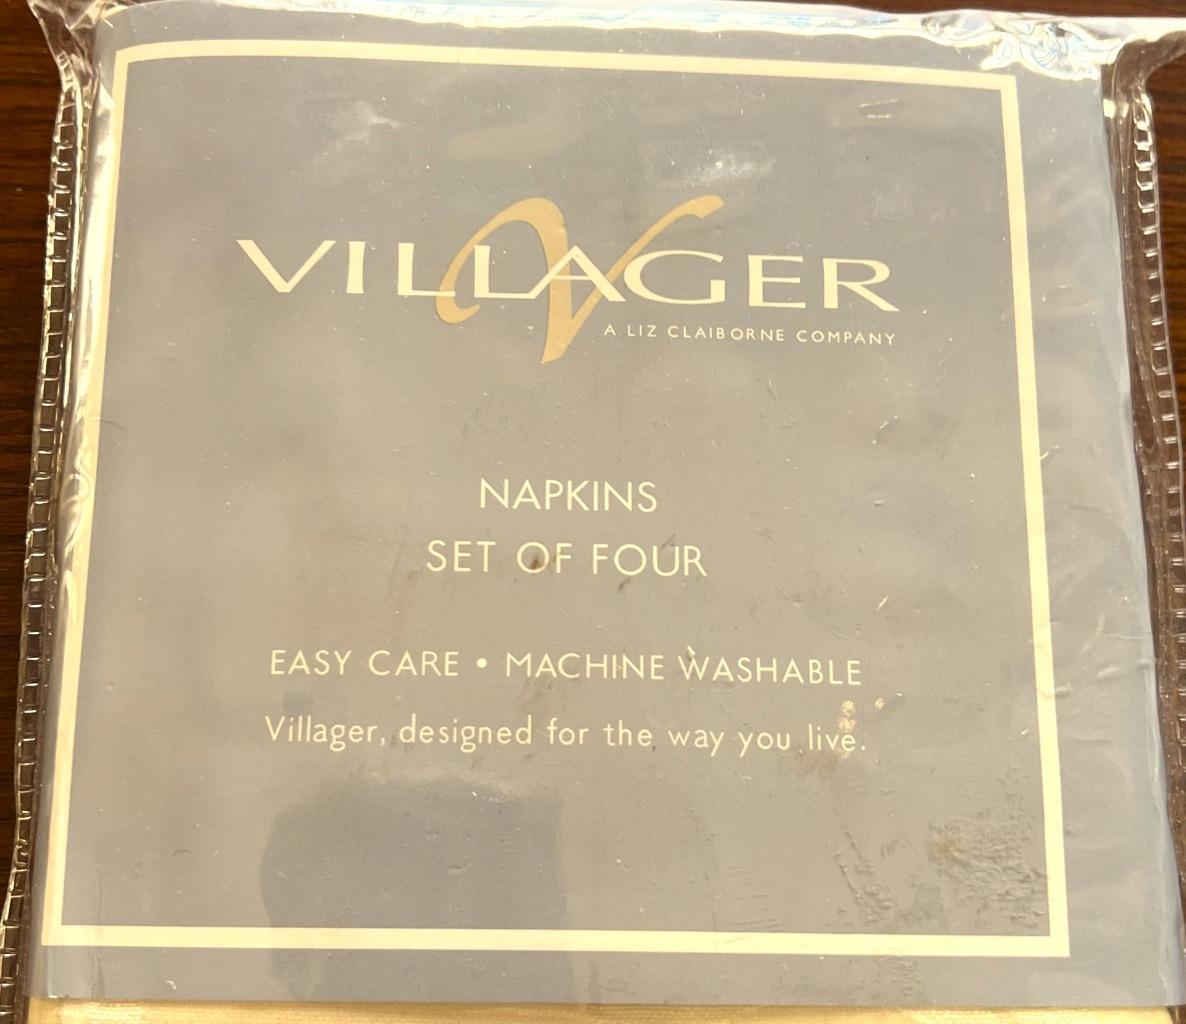 VILLAGER
A LIZ CLAIBORNE COMPANY
NAPKINS
SET OF FOUR
EASY CARE • MACHINE WASHABLE
Villager, designed for the way you live.